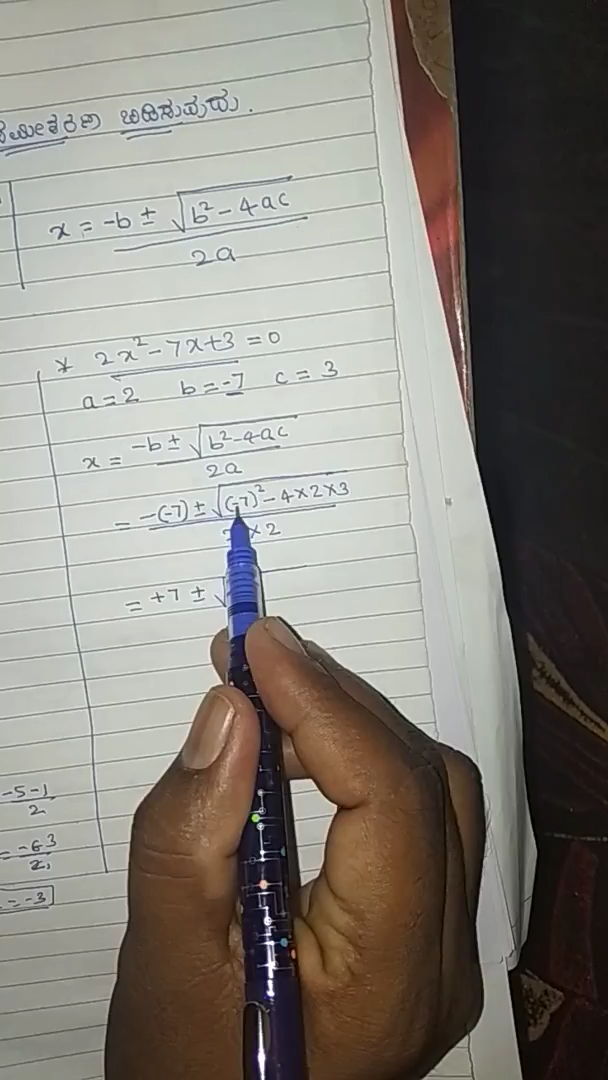 ಬಿಡಿಸುವುದು.
x = -b ± √b² - 4ac / 2a
* 2x² - 7x + 3 = 0
a = 2 b = -7 c = 3
x = -b ± √b² - 4ac / 2a
= -(-7) ± √(-7)² - 4×2×3 / ×2
= +7 ± √
-5-1 / 2
= -6 3 / 2,
= -3